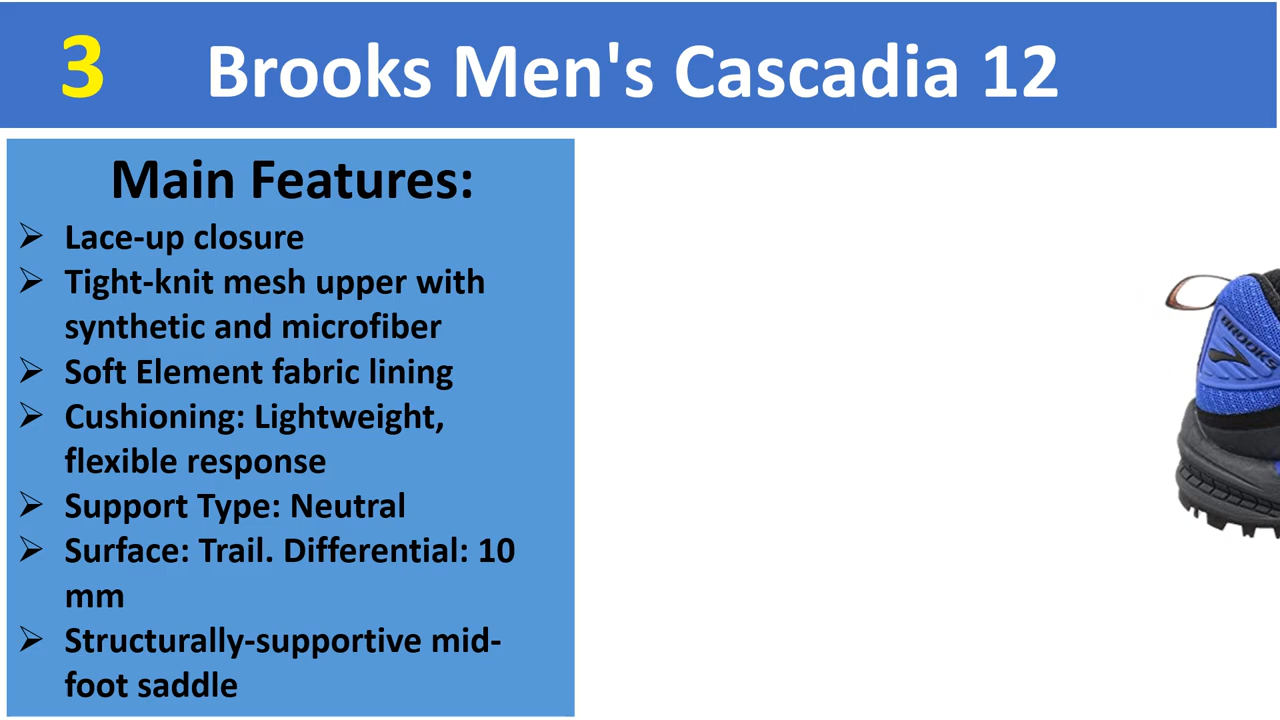 3 Brooks Men's Cascadia 12
Main Features:
➢ Lace-up closure
➢ Tight-knit mesh upper with
synthetic and microfiber
➢ Soft Element fabric lining
➢ Cushioning: Lightweight,
flexible response
➢ Support Type: Neutral
➢ Surface: Trail. Differential: 10
mm
➢ Structurally-supportive mid-
foot saddle
BROOKS